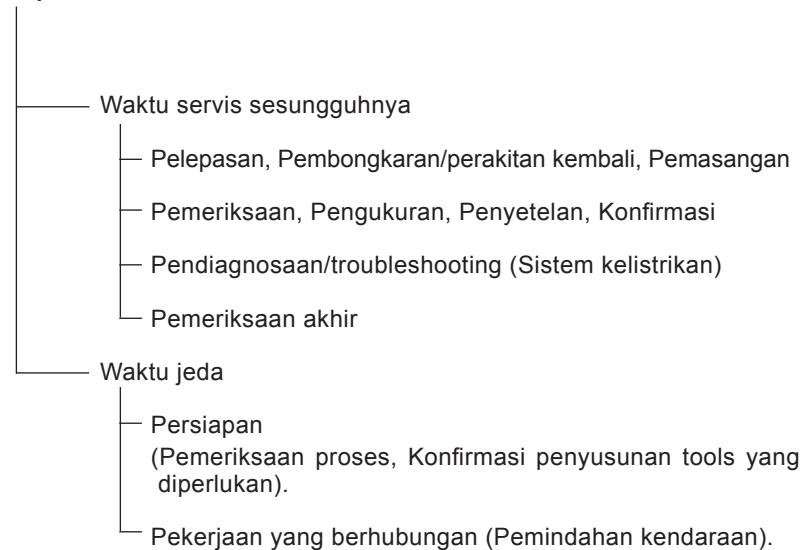 Waktu servis sesungguhnya
Pelepasan, Pembongkaran/perakitan kembali, Pemasangan
Pemeriksaan, Pengukuran, Penyetelan, Konfirmasi
Pendiagnosaan/troubleshooting (Sistem kelistrikan)
Pemeriksaan akhir
Waktu jeda
Persiapan
(Pemeriksaan proses, Konfirmasi penyusunan tools yang
diperlukan).
Pekerjaan yang berhubungan (Pemindahan kendaraan).